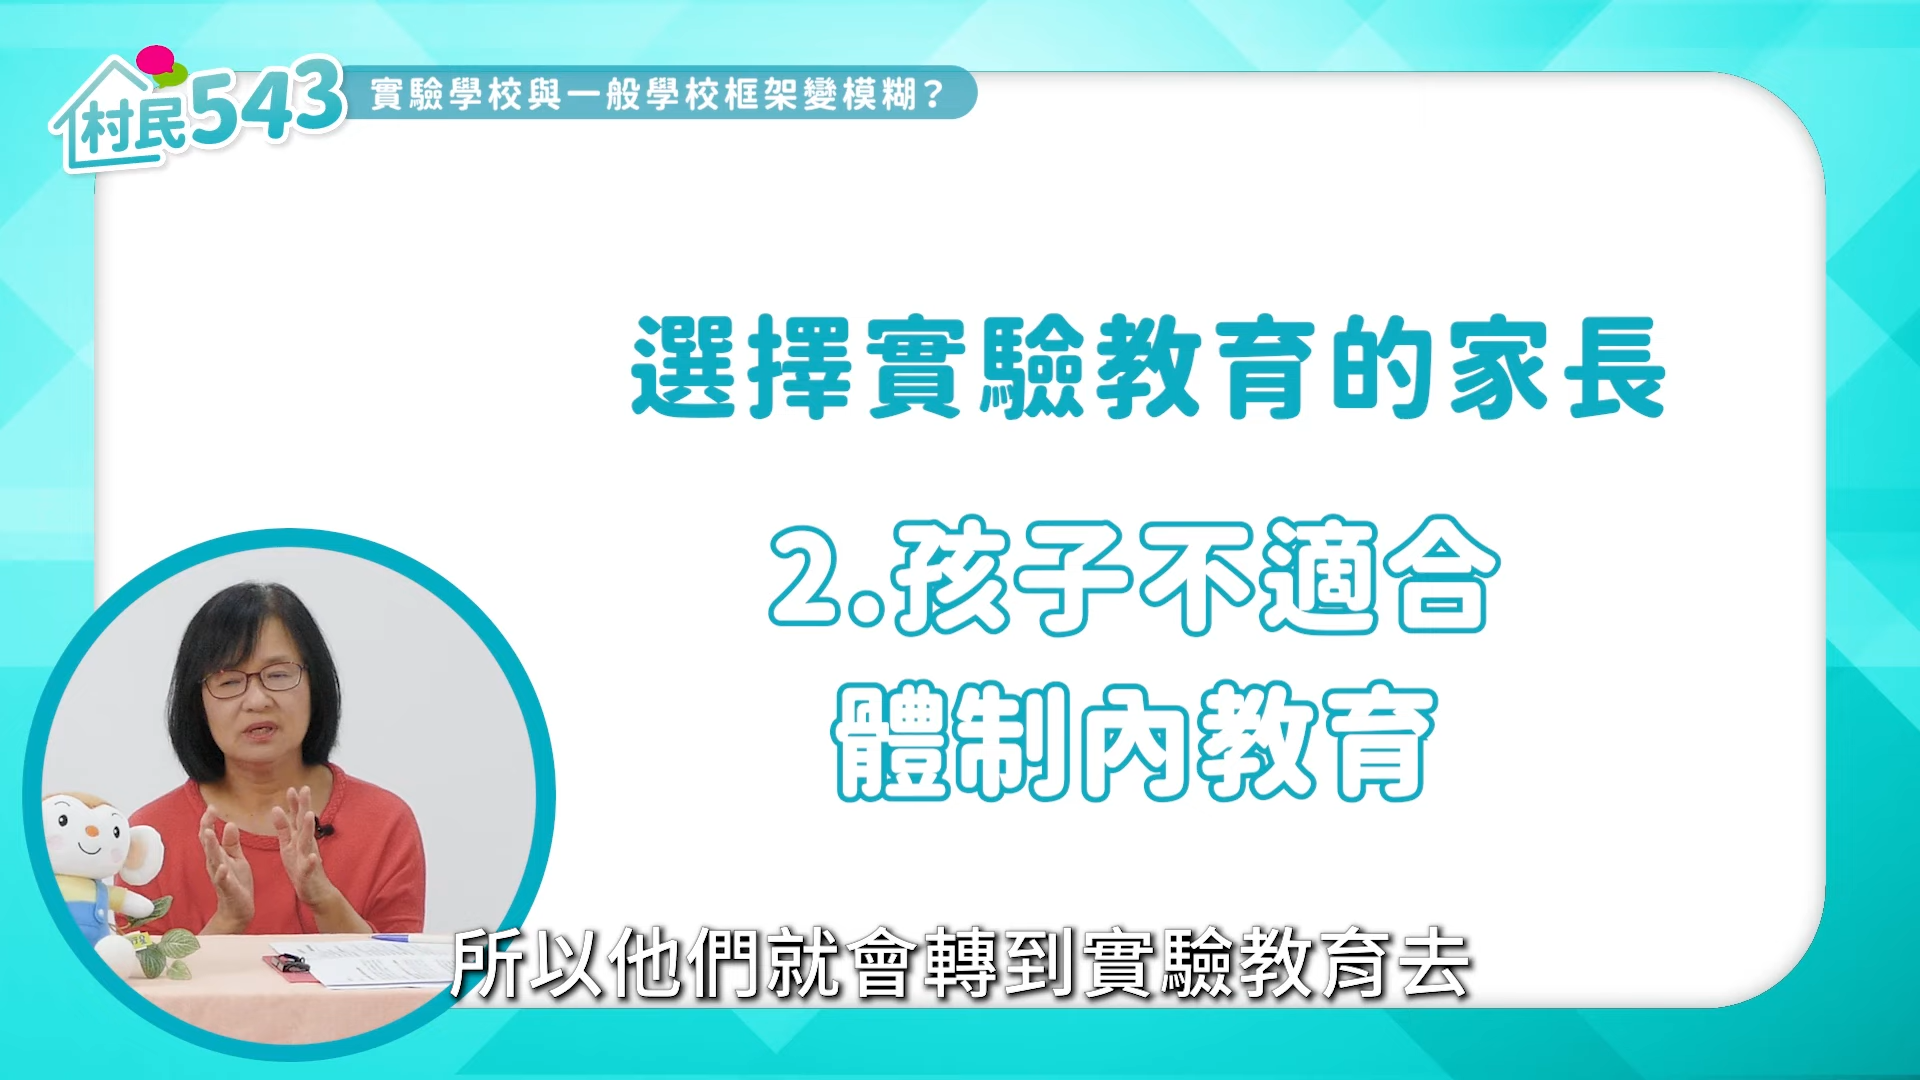 村民543
實驗學校與一般學校框架變模糊？
選擇實驗教育的家長
2.孩子不適合
體制內教育
所以他們就會轉到實驗教育去